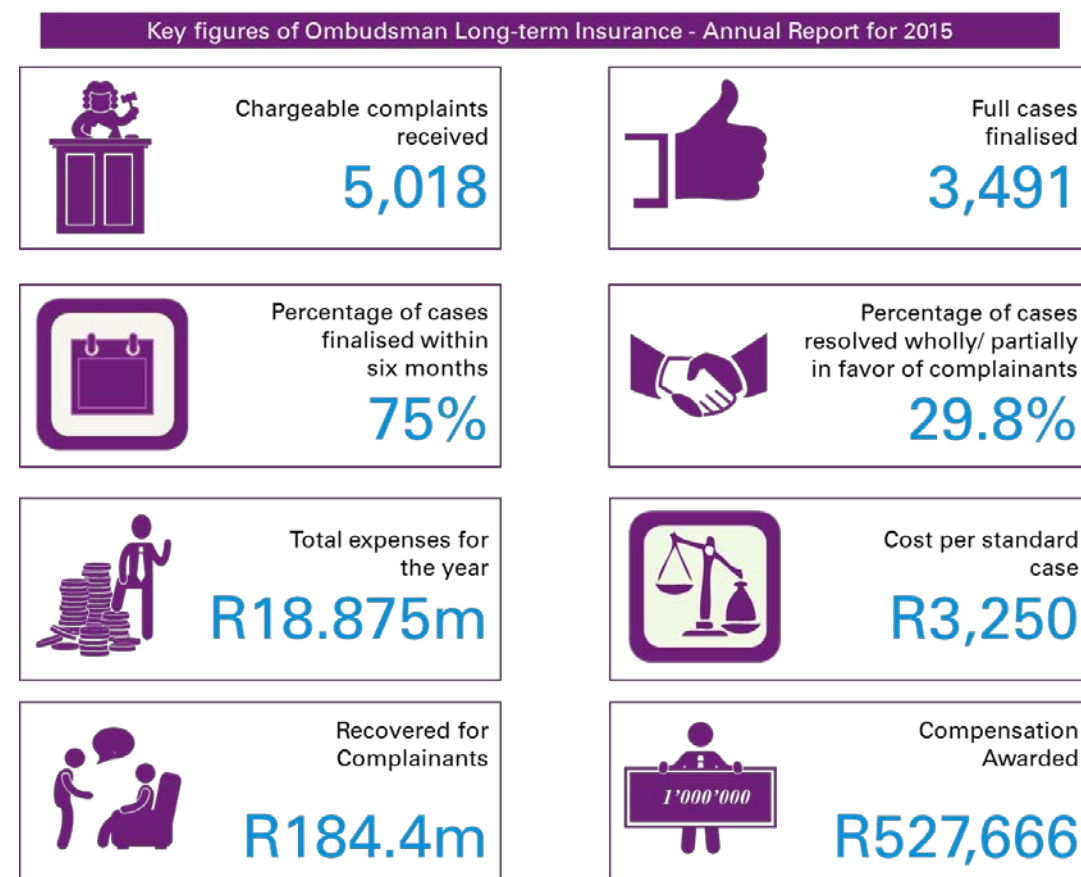 Key figures of Ombudsman Long-term Insurance - Annual Report for 2015
Chargeable complaints
received
5,018
Full cases
finalised
3,491
Percentage of cases
finalised within
six months
75%
Percentage of cases
resolved wholly/ partially
in favor of complainants
29.8%
Total expenses for
the year
R18.875m
Cost per standard
case
R3,250
Recovered for
Complainants
R184.4m
1'000'000
Compensation
Awarded
R527,666